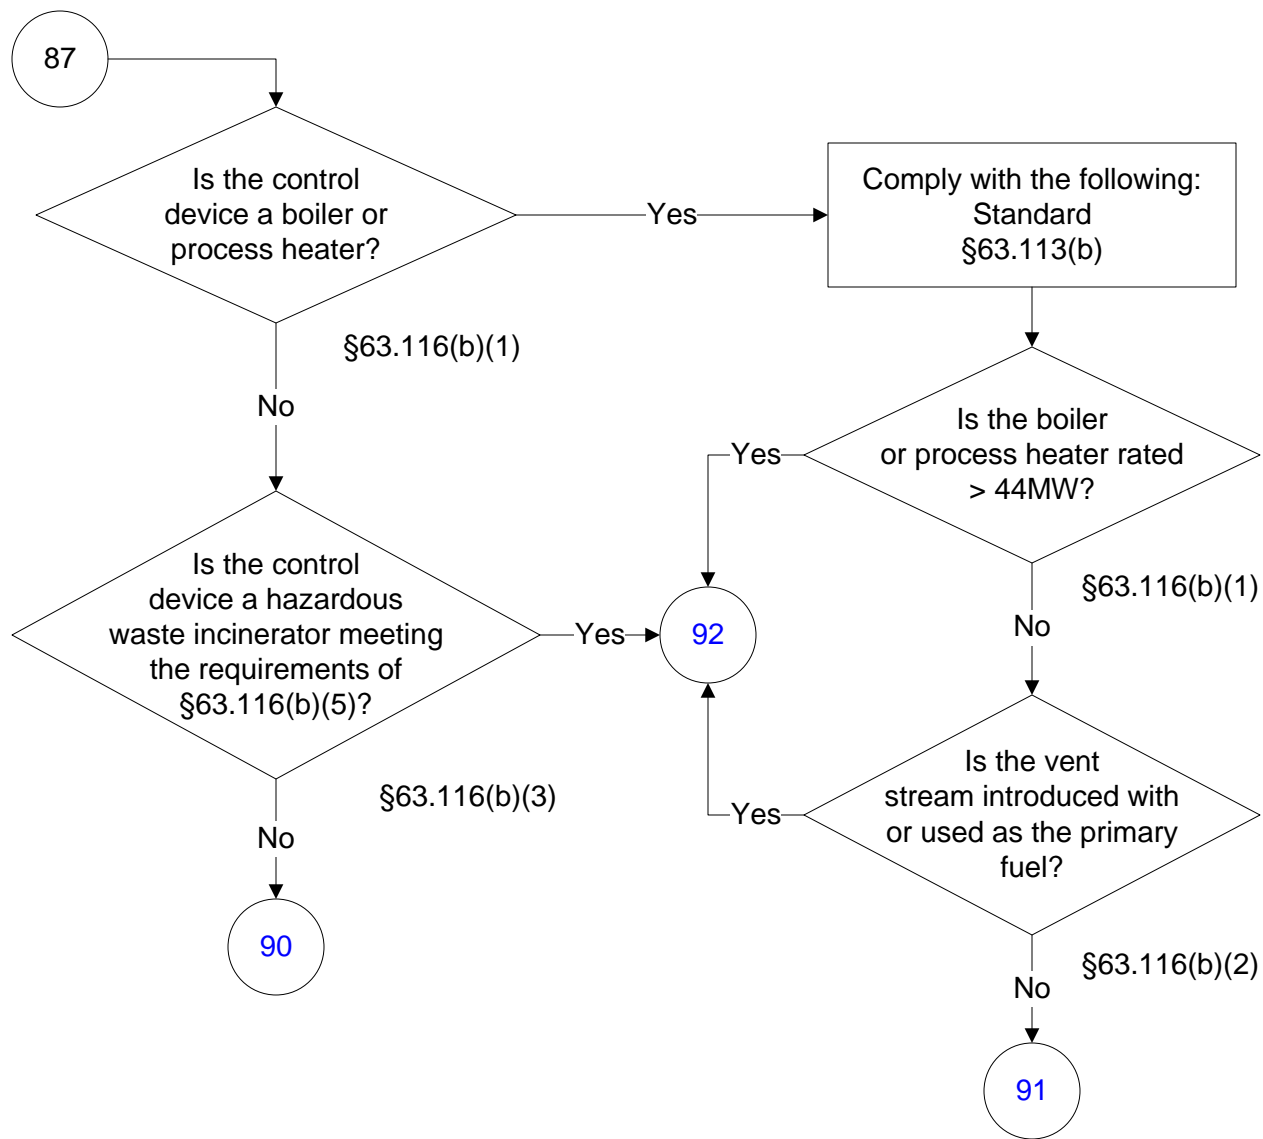 87
Is the control
device a boiler or
process heater?
Yes
Comply with the following:
Standard
§63.113(b)
§63.116(b)(1)
No
Is the boiler
or process heater rated
> 44MW?
Yes
§63.116(b)(1)
No
Is the control
device a hazardous
waste incinerator meeting
the requirements of
§63.116(b)(5)?
Yes
92
§63.116(b)(3)
No
90
Is the vent
stream introduced with
or used as the primary
fuel?
Yes
§63.116(b)(2)
No
91